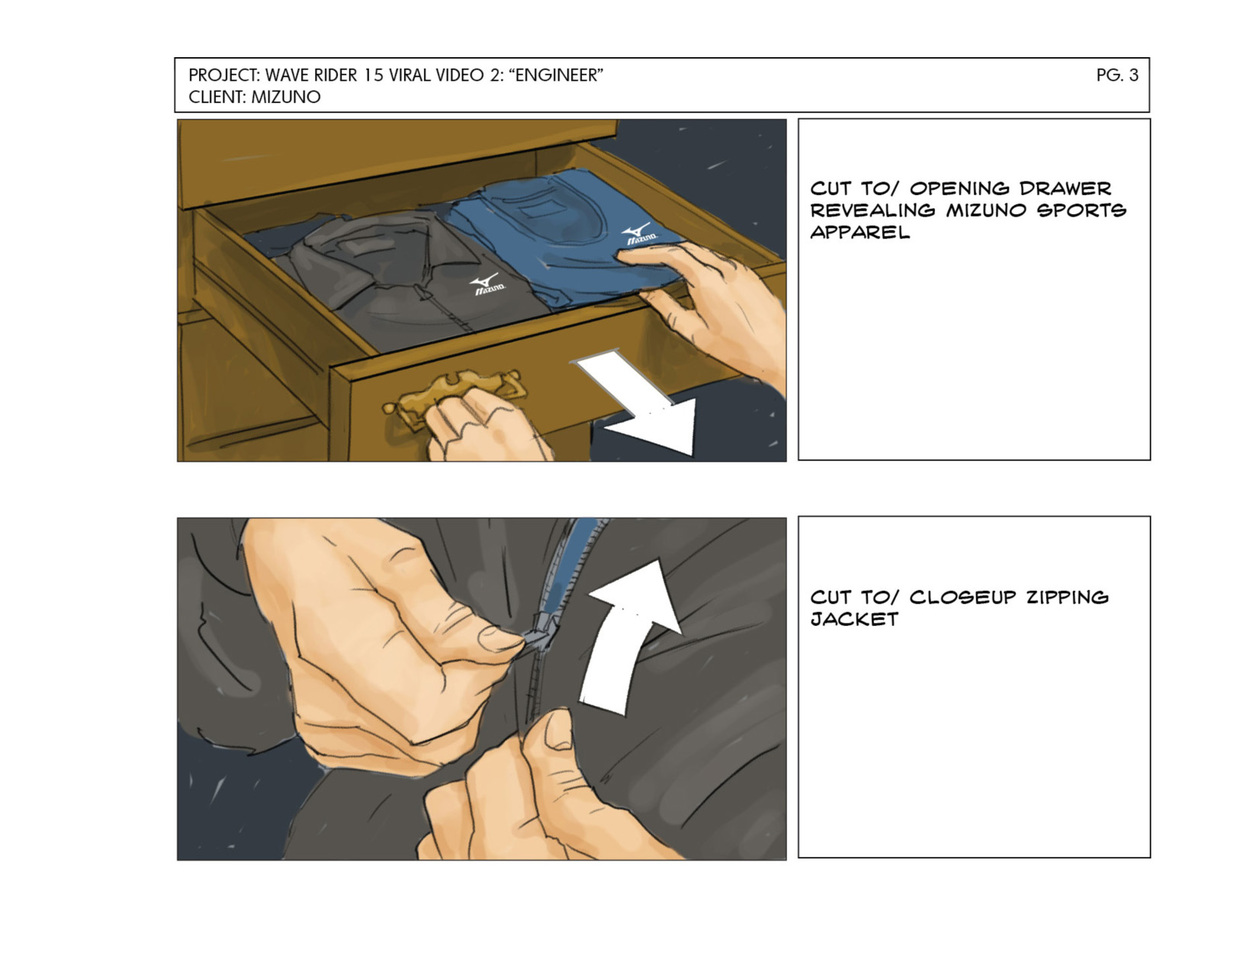 PROJECT: WAVE RIDER 15 VIRAL VIDEO 2: “ENGINEER”
PG. 3
CLIENT: MIZUNO
CUT TO/ OPENING DRAWER
REVEALING MIZUNO SPORTS
APPAREL
MIZUNO
MIZUNO
CUT TO/ CLOSEUP ZIPPING
JACKET